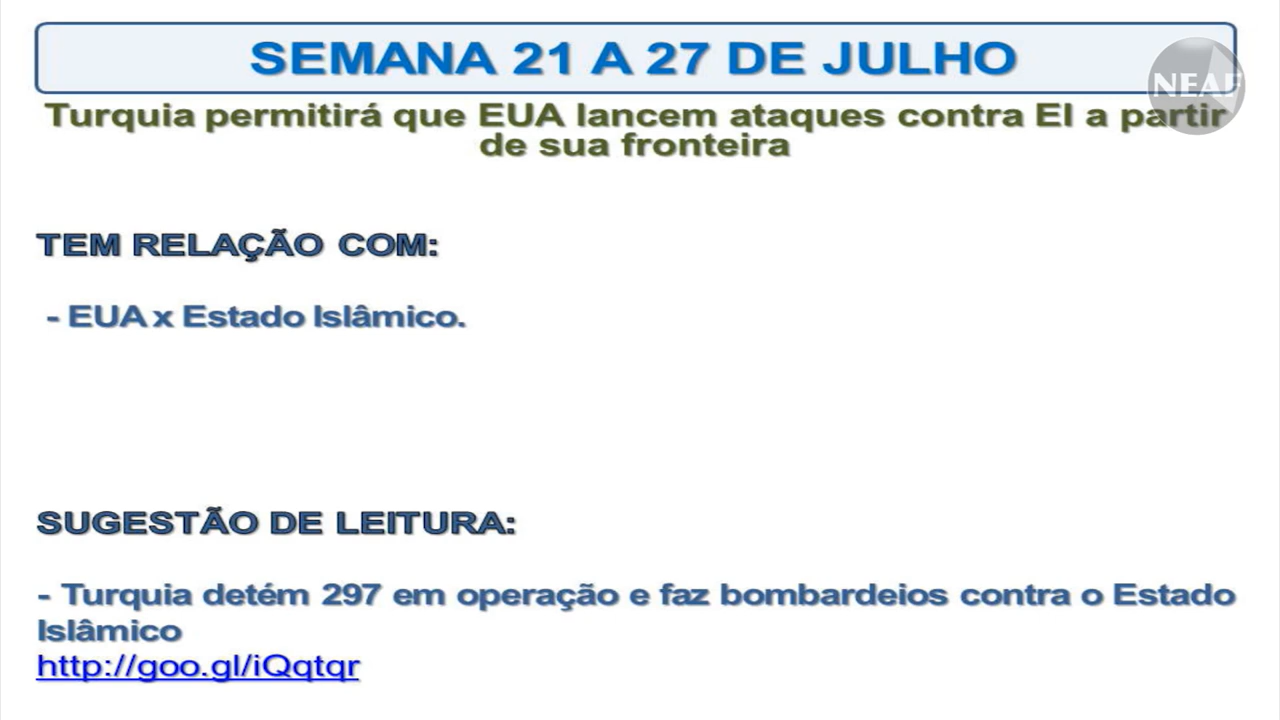 SEMANA 21 A 27 DE JULHO
NEAF
Turquia permitirá que EUA lancem ataques contra EI a partir
de sua fronteira
TEM RELAÇÃO COM:
- EUA x Estado Islâmico.
SUGESTÃO DE LEITURA:
- Turquia detém 297 em operação e faz bombardeios contra o Estado
Islâmico
http://goo.gl/iQqtqr